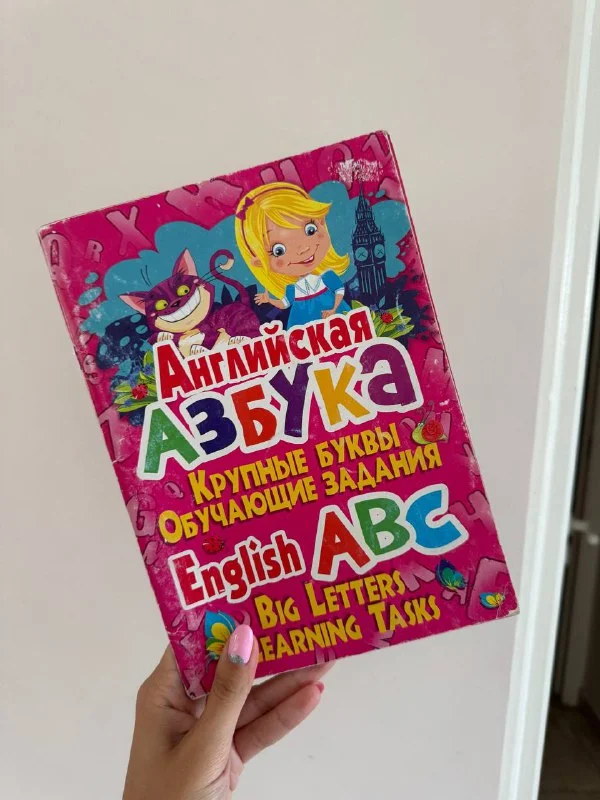 Английская
АЗБУКА
Крупные буквы
Обучающие задания
English ABC
Big Letters
Learning Tasks